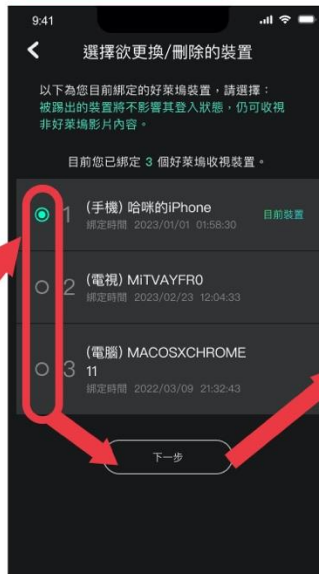 9:41
選擇欲更換/刪除的裝置
以下為您目前綁定的好萊塢裝置，請選擇：
被踢出的裝置將不影響其登入狀態，仍可收視
非好萊塢影片內容。
目前您已綁定 3 個好萊塢收視裝置。
1 (手機) 哈咪的iPhone 目前裝置
綁定時間 2023/01/01 01:58:30
2 (電視) MiTVAYFR0
綁定時間 2023/02/23 12:04:33
(電腦) MACOSXCHROME
3 11
綁定時間 2022/03/09 21:32:43
下一步